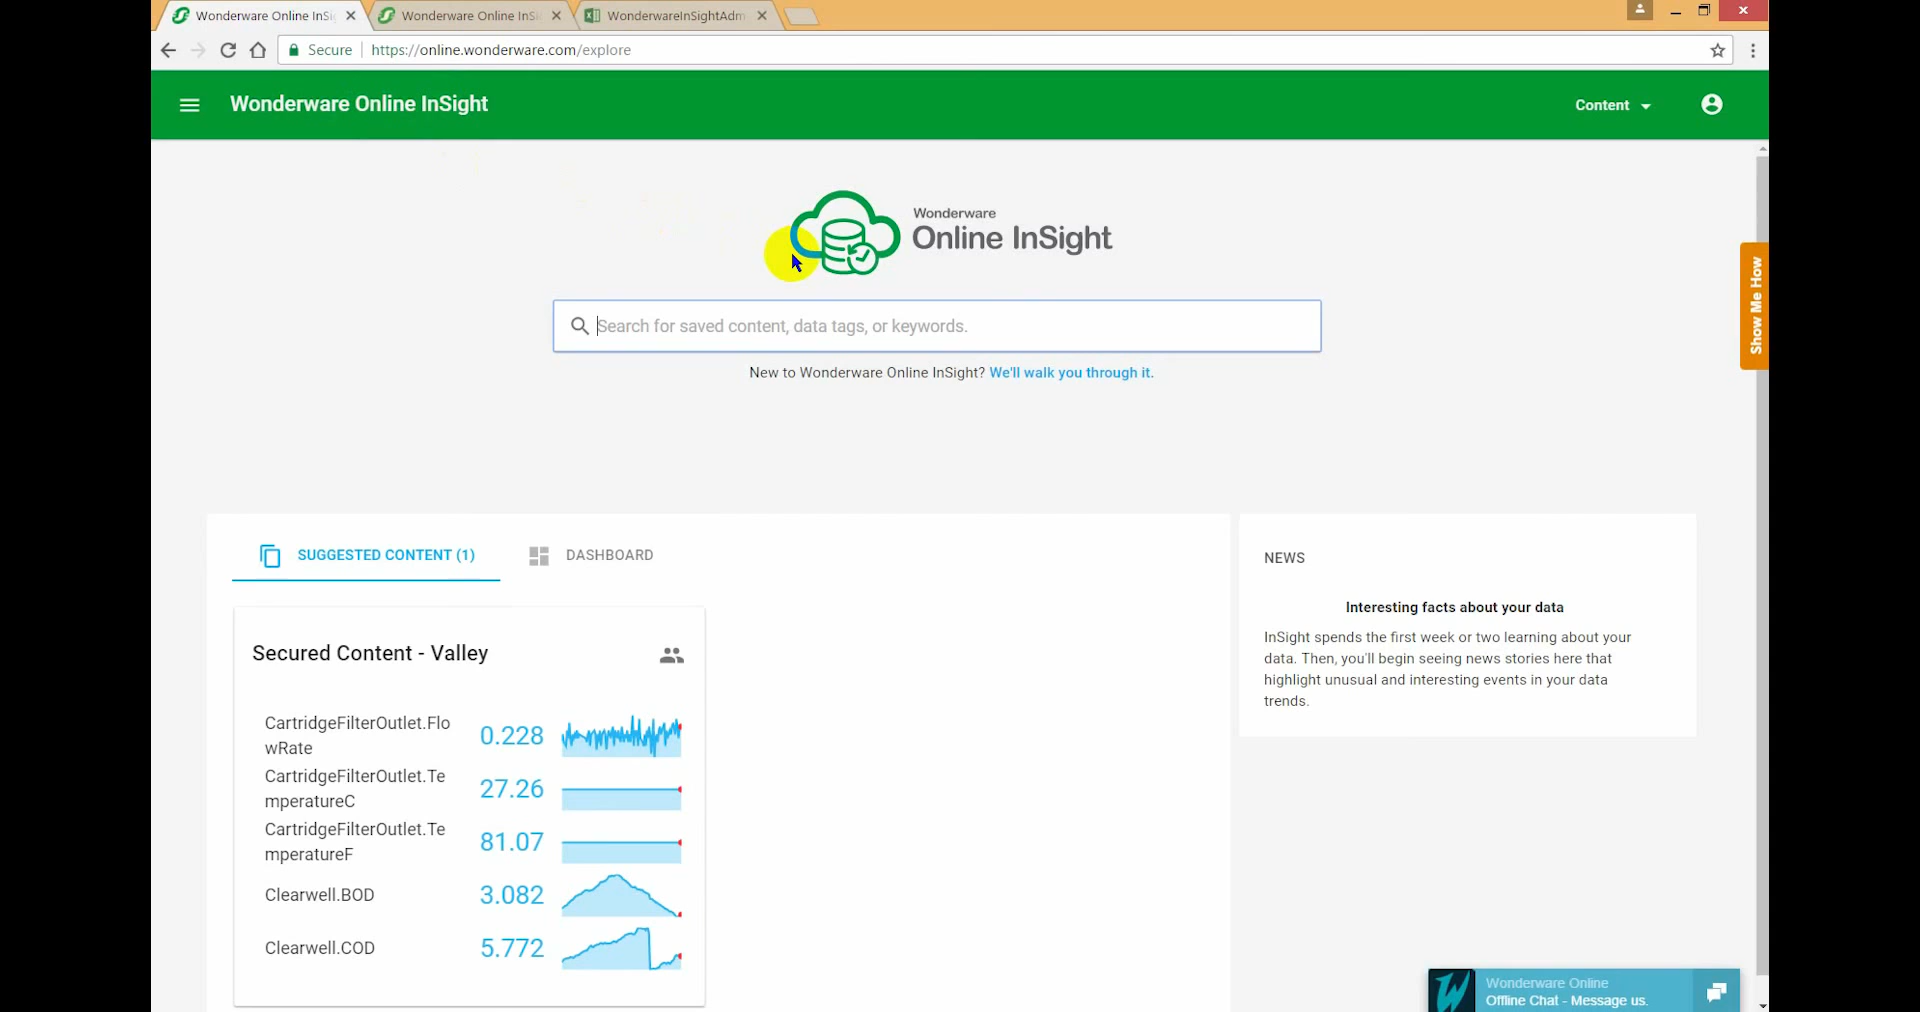 Wonderware Online InSi
Wonderware Online InSi
WonderwareInSightAdm
Secure
https://online.wonderware.com/explore
Wonderware Online InSight
Content
Wonderware
Online InSight
Show Me How
Search for saved content, data tags, or keywords.
New to Wonderware Online InSight? We'll walk you through it.
SUGGESTED CONTENT (1)
DASHBOARD
Secured Content - Valley
CartridgeFilterOutlet.Flo
wRate
0.228
CartridgeFilterOutlet.Te
mperatureC
27.26
CartridgeFilterOutlet.Te
mperatureF
81.07
Clearwell.BOD
3.082
Clearwell.COD
5.772
NEWS
Interesting facts about your data
InSight spends the first week or two learning about your
data. Then, you'll begin seeing news stories here that
highlight unusual and interesting events in your data
trends.
Wonderware Online
Offline Chat - Message us.